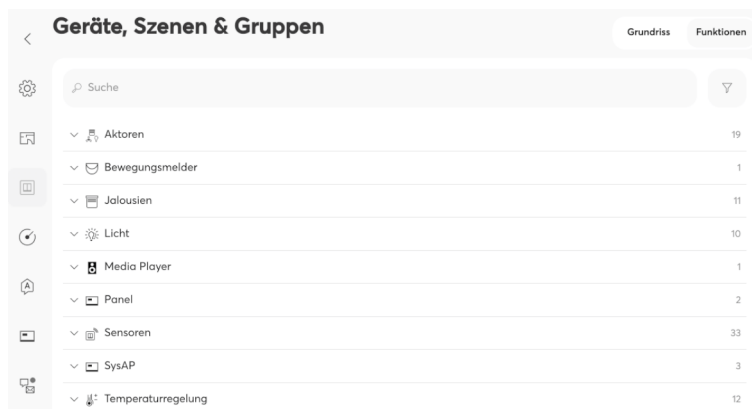 Geräte, Szenen & Gruppen
Grundriss Funktionen
Suche
Aktoren 19
Bewegungsmelder 1
Jalousien 11
Licht 10
Media Player 1
Panel 2
Sensoren 33
SysAP 3
Temperaturregelung 12